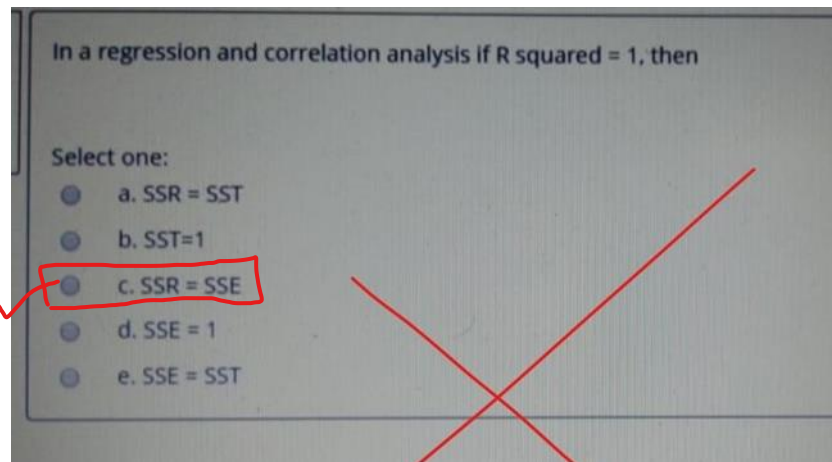 In a regression and correlation analysis if R squared = 1, then
Select one:
a. SSR = SST
b. SST=1
c. SSR = SSE
d. SSE = 1
e. SSE = SST